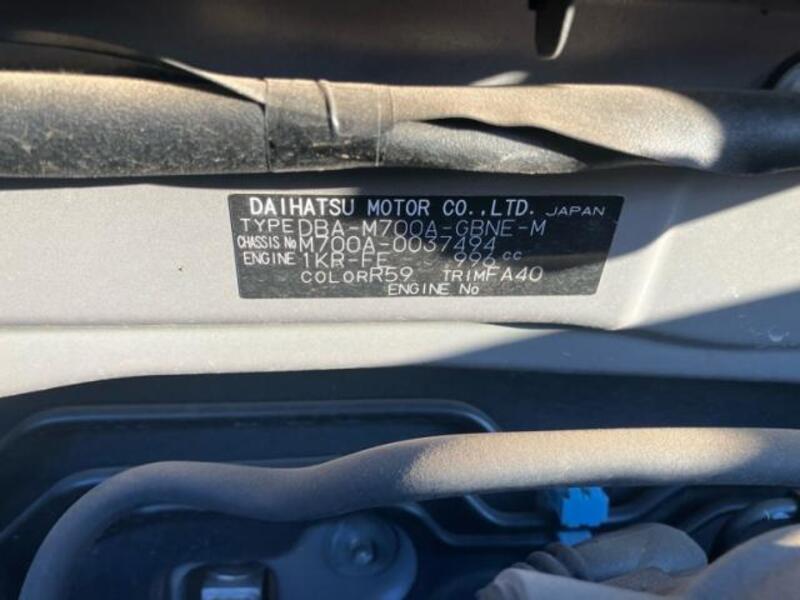 DAIHATSU MOTOR CO.,LTD. JAPAN
TYPE DBA-M700A-GBNE-M
CHASSIS No M700A-0037494
ENGINE 1KR-FE 996 cc
COLOR R59 TRIM FA40
ENGINE No